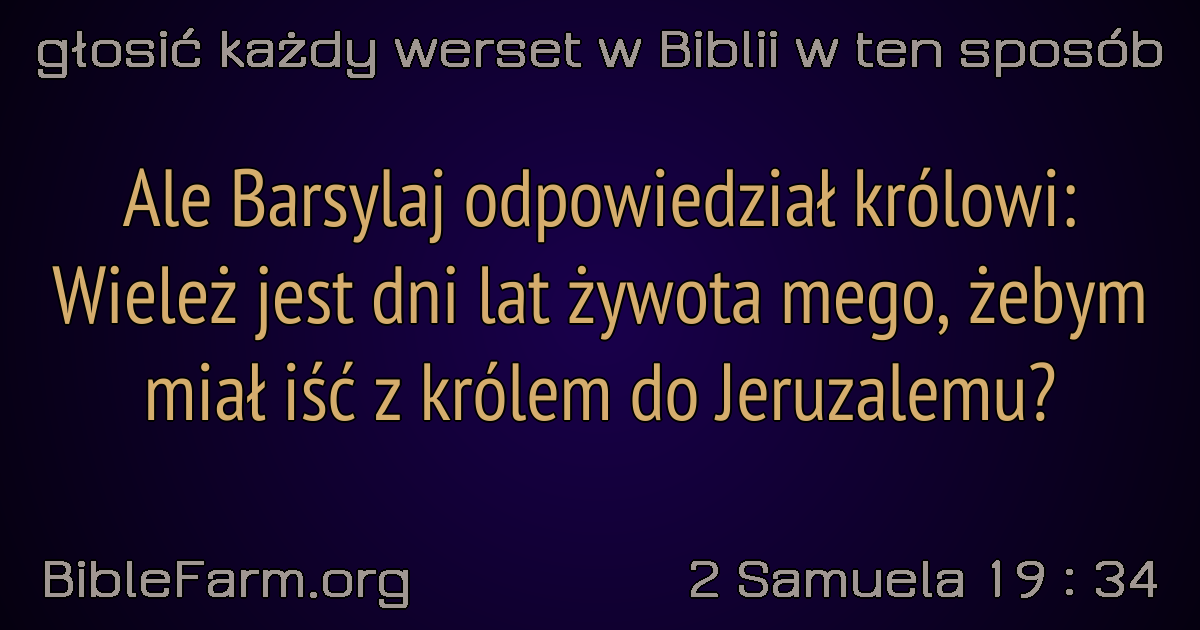 głosić każdy werset w Biblii w ten sposób
Ale Barsylaj odpowiedział królowi:
Wieleż jest dni lat żywota mego, żebym
miał iść z królem do Jeruzalemu?
BibleFarm.org
2 Samuela 19 : 34